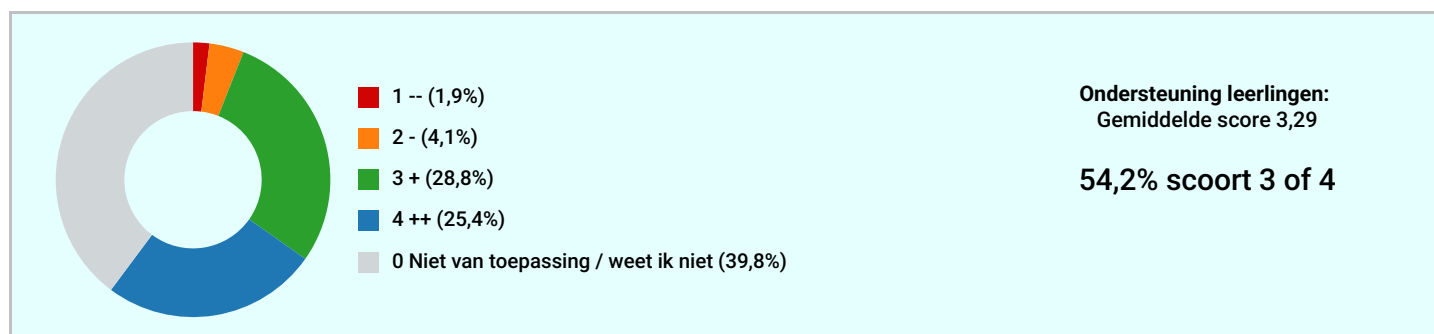 1 -- (1,9%)
2 - (4,1%)
3 + (28,8%)
4 ++ (25,4%)
0 Niet van toepassing / weet ik niet (39,8%)
Ondersteuning leerlingen:
Gemiddelde score 3,29
54,2% scoort 3 of 4